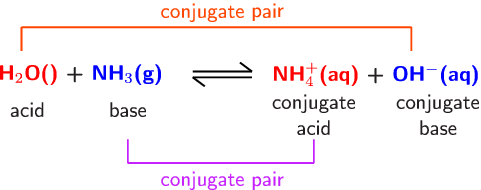 conjugate pair
H₂O() + NH₃(g) ⇌ NH₄⁺(aq) + OH⁻(aq)
acid base conjugate acid conjugate base
conjugate pair